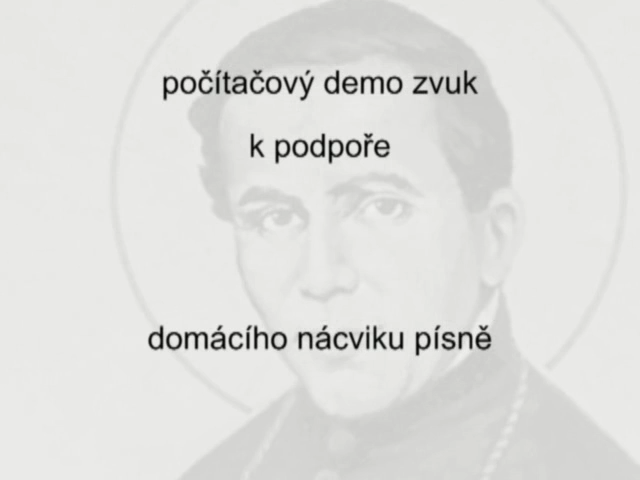 počítačový demo zvuk
k podpoře
domácího nácviku písně